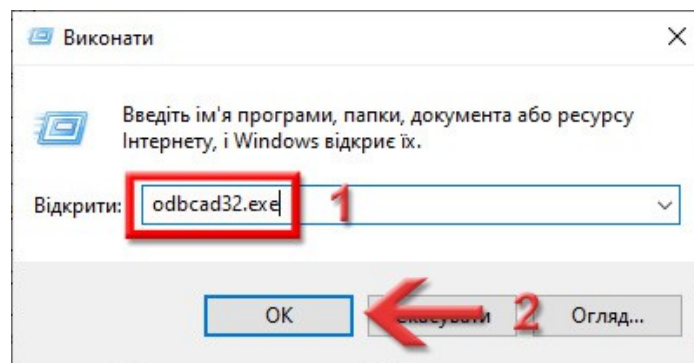 Виконати
Введіть ім'я програми, папки, документа або ресурсу
Інтернету, і Windows відкриє їх.
Відкрити: odbcad32.exe 1
OK Скасувати 2 Огляд...